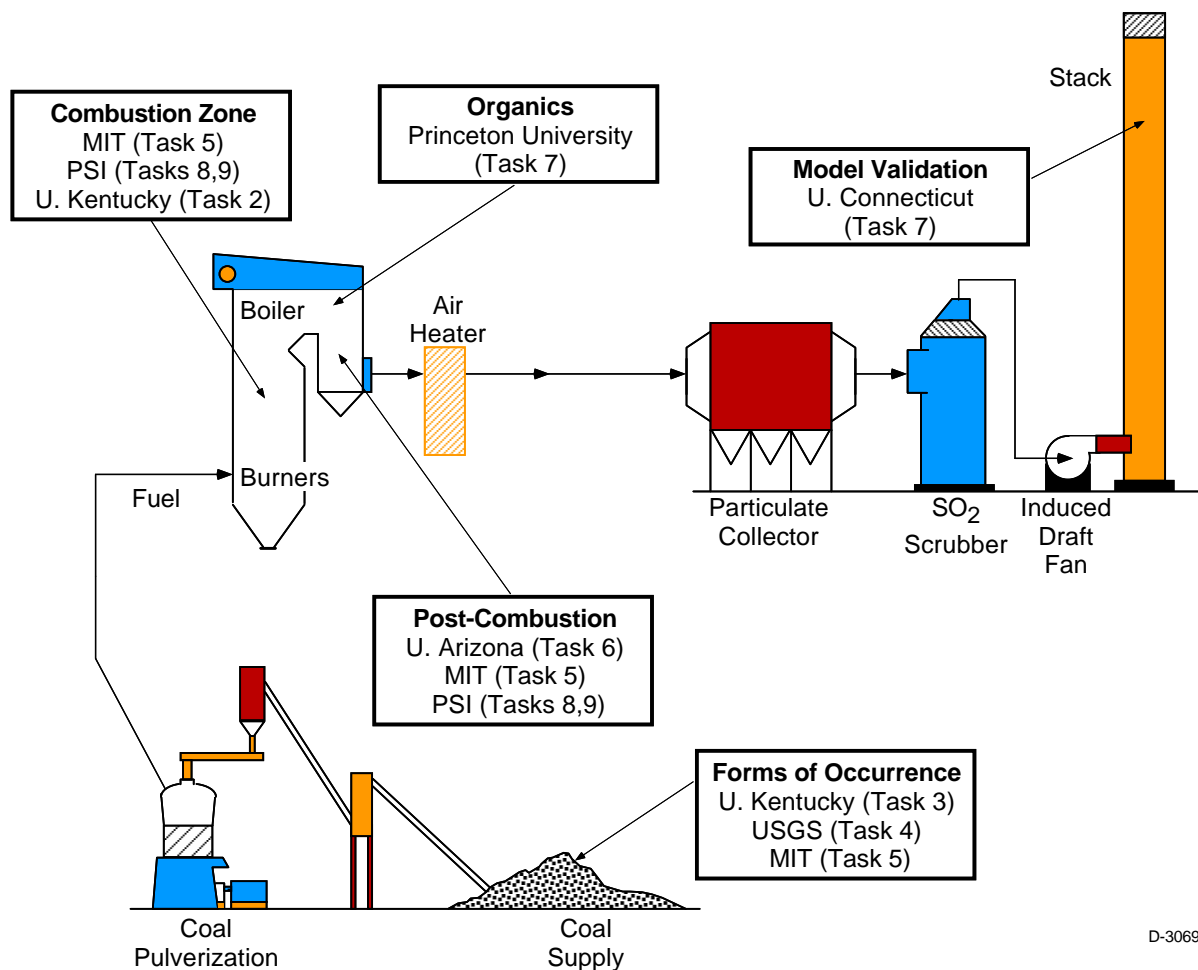 Stack
Combustion Zone
MIT (Task 5)
PSI (Tasks 8,9)
U. Kentucky (Task 2)
Organics
Princeton University
(Task 7)
Model Validation
U. Connecticut
(Task 7)
Boiler
Air
Heater
Burners
Fuel
Particulate
Collector
SO2
Scrubber
Induced
Draft
Fan
Post-Combustion
U. Arizona (Task 6)
MIT (Task 5)
PSI (Tasks 8,9)
Forms of Occurrence
U. Kentucky (Task 3)
USGS (Task 4)
MIT (Task 5)
Coal
Pulverization
Coal
Supply
D-3069